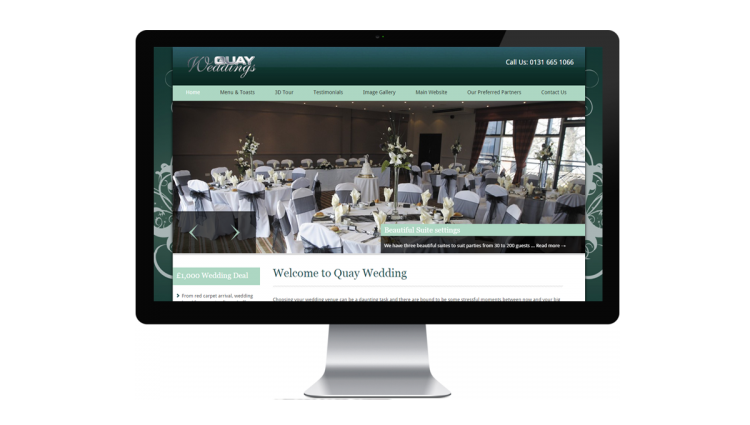 QUAY
Weddings
Call Us: 0131 665 1066
Home Menu & Toasts 3D Tour Testimonials Image Gallery Main Website Our Preferred Partners Contact Us
Beautiful Suite settings
We have three beautiful suites to suit parties from 30 to 200 guests ... Read more →
£1,000 Wedding Deal
Welcome to Quay Wedding
From red carpet arrival, wedding
Choosing your wedding venue can be a daunting task and there are bound to be some stressful moments between now and your big